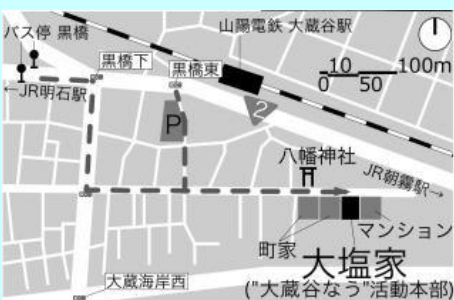 バス停 黒橋
山陽電鉄 大蔵谷駅
黒橋下
黒橋東
10 100m
0 50
←JR明石駅
P
2
八幡神社
JR朝霧駅→
マンション
町家
大塩家
大蔵海岸西
("大蔵谷なう"活動本部)